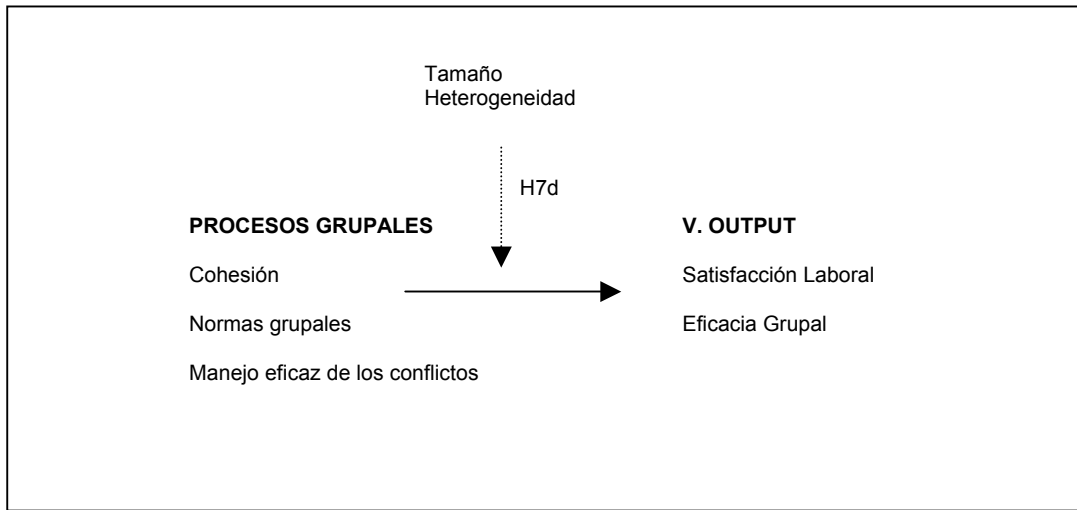 Tamaño
Heterogeneidad
H7d
PROCESOS GRUPALES
Cohesión
Normas grupales
Manejo eficaz de los conflictos
V. OUTPUT
Satisfacción Laboral
Eficacia Grupal